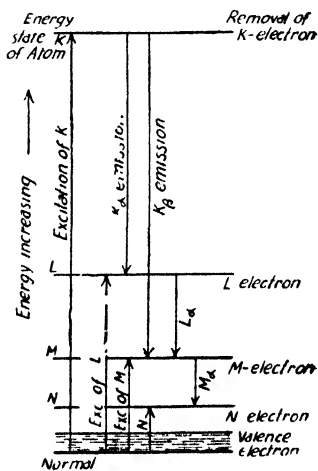 Energy
state K
of Atom
Removal of
K-electron
Energy increasing
Excitation of K
Kα emission
Kβ emission
L
L electron
Exc of L
Lα
M
M-electron
Exc of M
Mα
N
N electron
N
Valence
electron
Normal